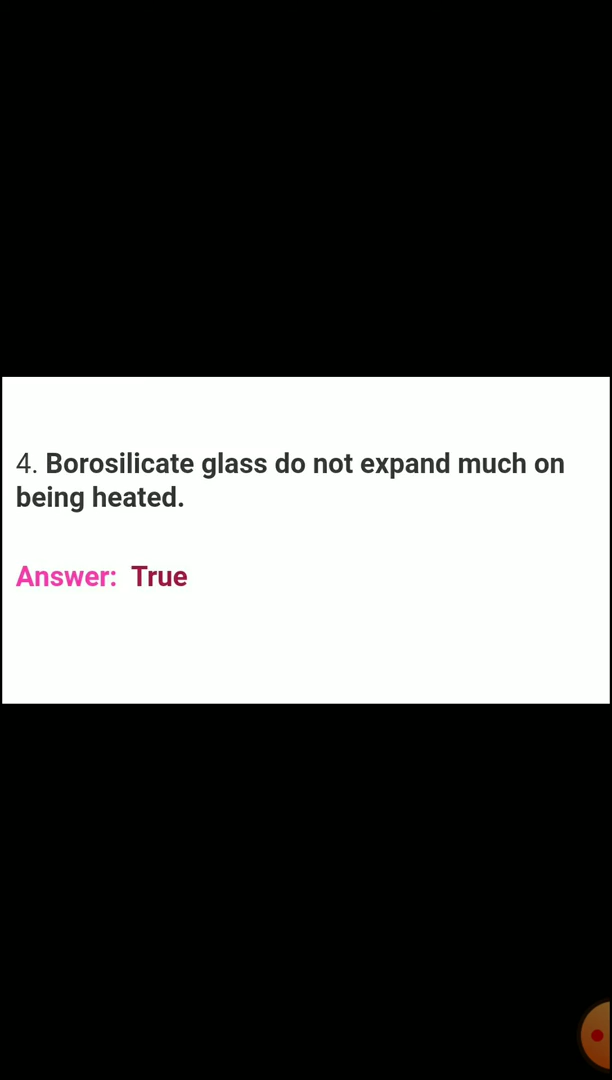 4. Borosilicate glass do not expand much on
being heated.
Answer: True